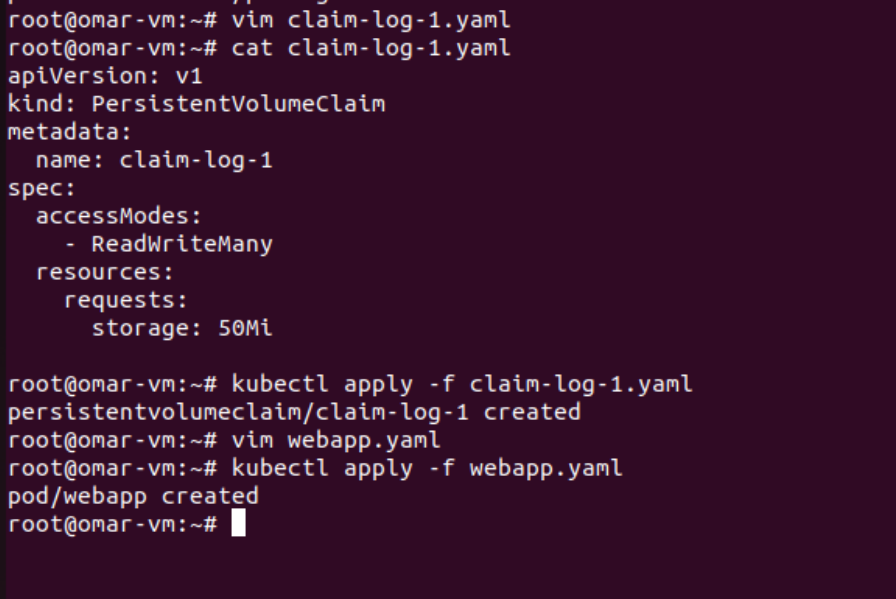 root@omar-vm:~# vim claim-log-1.yaml
root@omar-vm:~# cat claim-log-1.yaml
apiVersion: v1
kind: PersistentVolumeClaim
metadata:
  name: claim-log-1
spec:
  accessModes:
    - ReadWriteMany
  resources:
    requests:
      storage: 50Mi

root@omar-vm:~# kubectl apply -f claim-log-1.yaml
persistentvolumeclaim/claim-log-1 created
root@omar-vm:~# vim webapp.yaml
root@omar-vm:~# kubectl apply -f webapp.yaml
pod/webapp created
root@omar-vm:~#